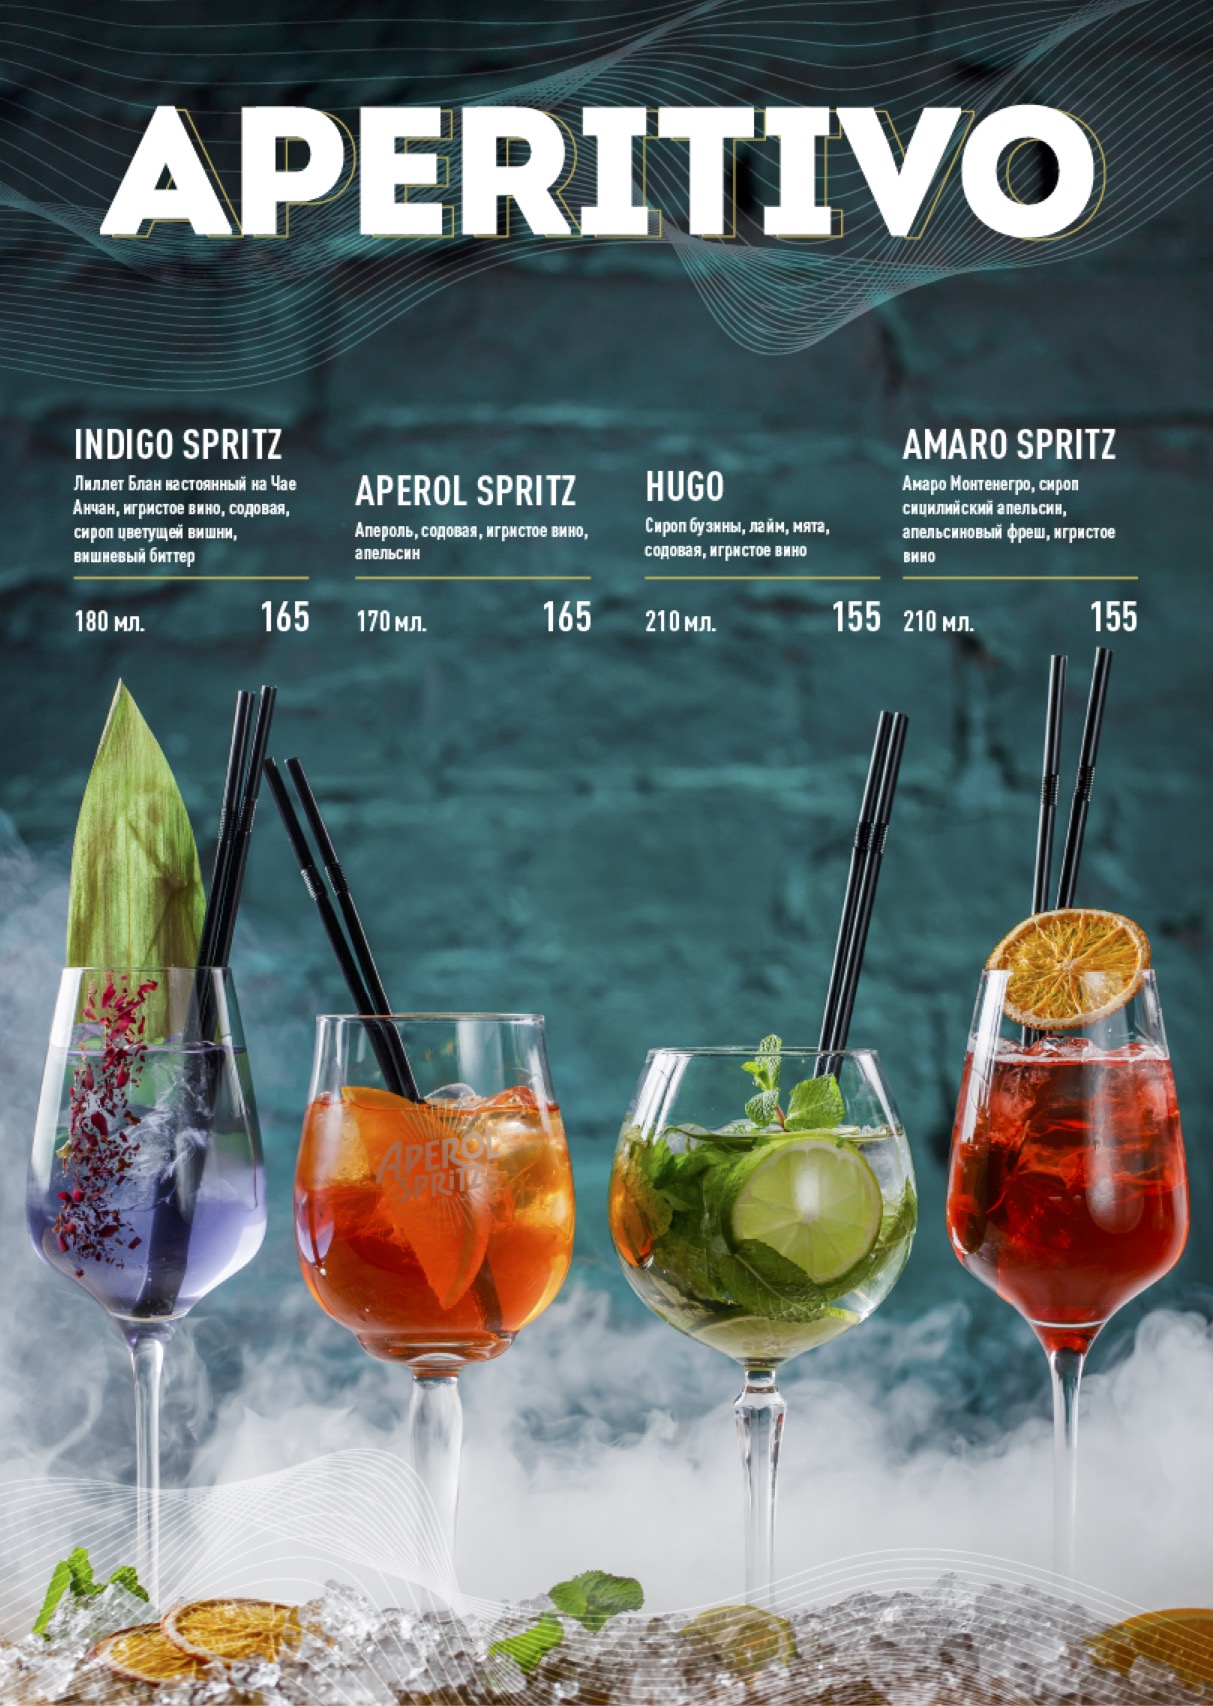 APERITIVO
INDIGO SPRITZ
Лиллет Блан настоянный на Чае
Анчан, игристое вино, содовая,
сироп цветущей вишни,
вишневый биттер
180 мл. 165
APEROL SPRITZ
Апероль, содовая, игристое вино,
апельсин
170 мл. 165
HUGO
Сироп бузины, лайм, мята,
содовая, игристое вино
210 мл. 155
AMARO SPRITZ
Амаро Монтенегро, сироп
сицилийский апельсин,
апельсиновый фреш, игристое
вино
210 мл. 155
APEROL
SPRITZ